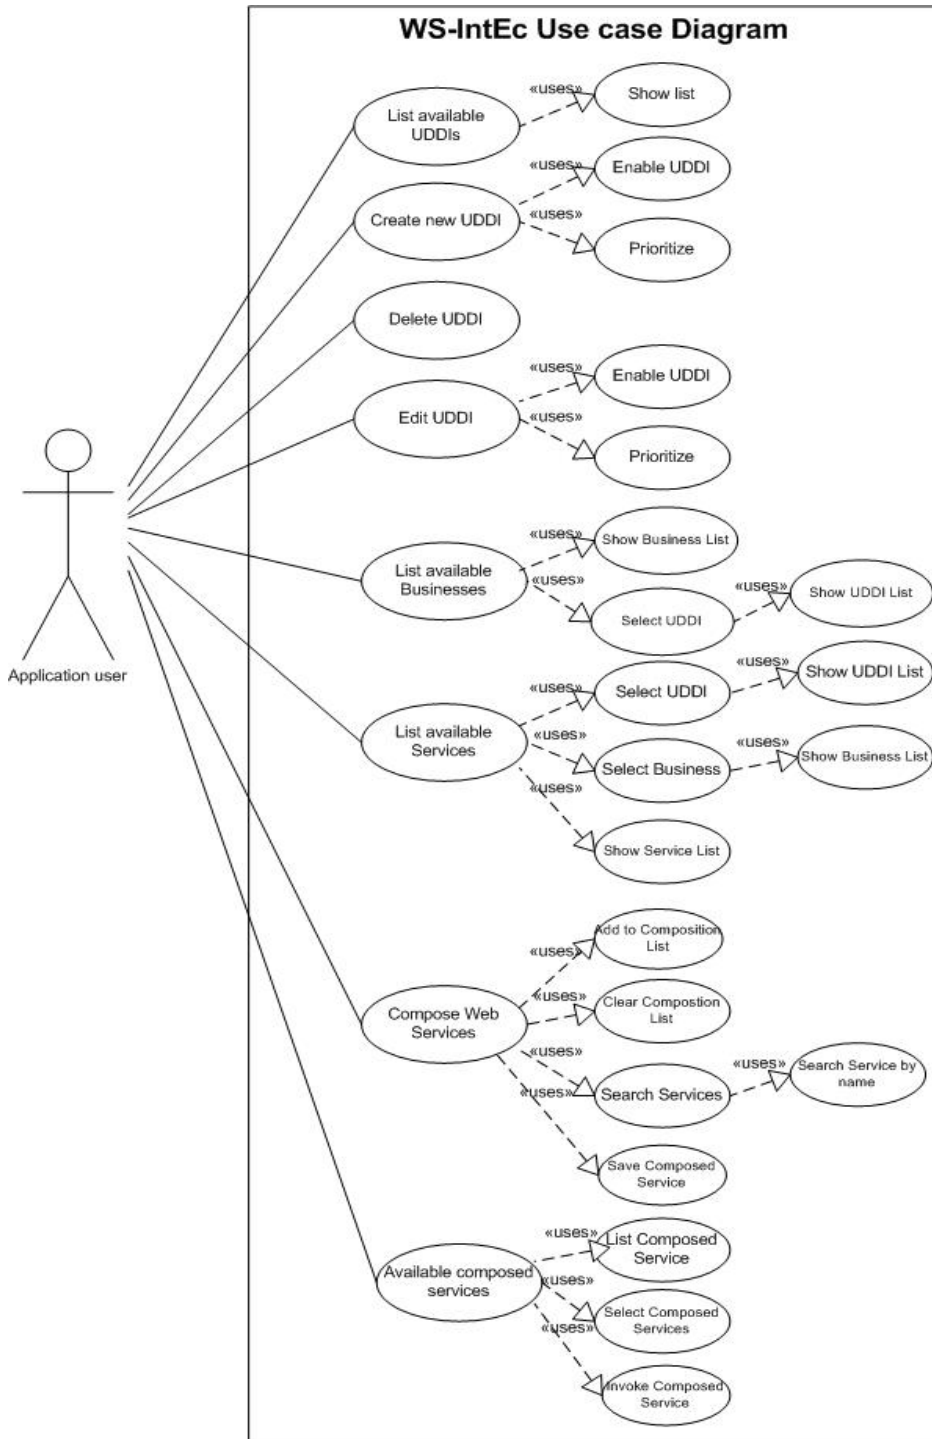 WS-IntEc Use case Diagram
«uses»
Show list
List available
UDDIs
«uses»
Enable UDDI
Create new UDDI
«uses»
Prioritize
Delete UDDI
«uses»
Enable UDDI
Edit UDDI
«uses»
Prioritize
Application user
«uses»
Show Business List
List available
Businesses
«uses»
Select UDDI
«uses»
Show UDDI List
«uses»
Select UDDI
«uses»
Show UDDI List
List available
Services
«uses»
Select Business
«uses»
Show Business List
«uses»
Show Service List
«uses»
Add to Composition
List
Compose Web
Services
«uses»
Clear Compostion
List
«uses»
Search Services
«uses»
Search Service by
name
«uses»
Save Composed
Service
«uses»
List Composed
Service
Available composed
services
«uses»
Select Composed
Services
«uses»
Invoke Composed
Service